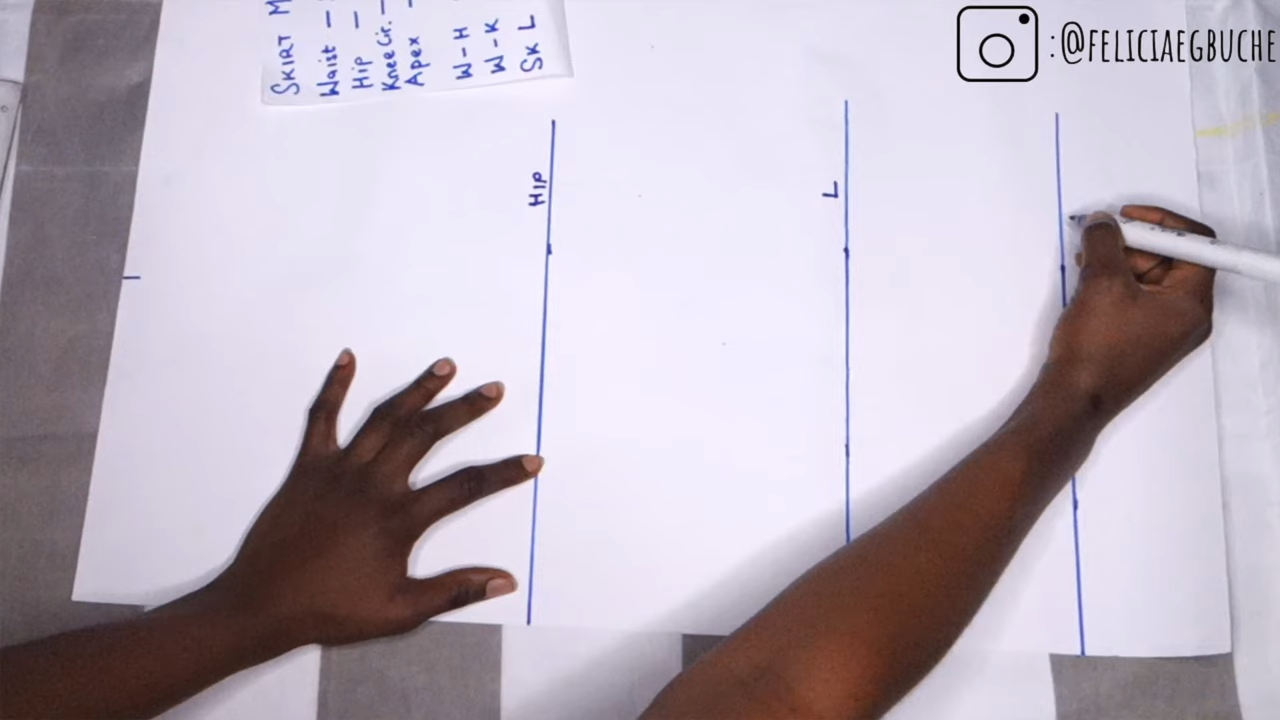 SKIRT M
Waist -
Hip -
Knee Cir. -
Apex -
W-H
W-K
SK L
HIP
L
:@FELICIAEGBUCHE